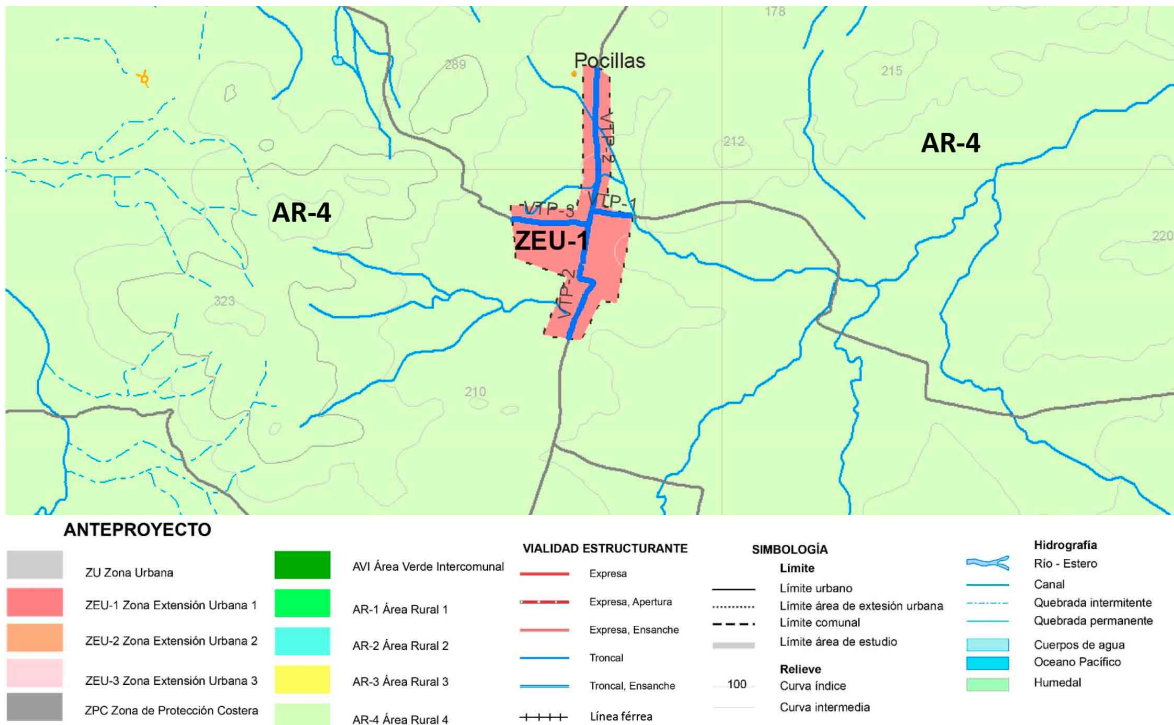 178
289
Pocillas
215
VTP-2
212
AR-4
AR-4
VTP-1
VTP-3
ZEU-1
220
VTP-2
323
210
ANTEPROYECTO
ZU Zona Urbana
ZEU-1 Zona Extensión Urbana 1
ZEU-2 Zona Extensión Urbana 2
ZEU-3 Zona Extensión Urbana 3
ZPC Zona de Protección Costera
AVI Área Verde Intercomunal
AR-1 Área Rural 1
AR-2 Área Rural 2
AR-3 Área Rural 3
AR-4 Área Rural 4
VIALIDAD ESTRUCTURANTE
Expresa
Expresa, Apertura
Expresa, Ensanche
Troncal
Troncal, Ensanche
Línea férrea
SIMBOLOGÍA
Límite
Límite urbano
Límite área de extesión urbana
Límite comunal
Límite área de estudio
Relieve
100 Curva índice
Curva intermedia
Hidrografía
Río - Estero
Canal
Quebrada intermitente
Quebrada permanente
Cuerpos de agua
Oceano Pacífico
Humedal